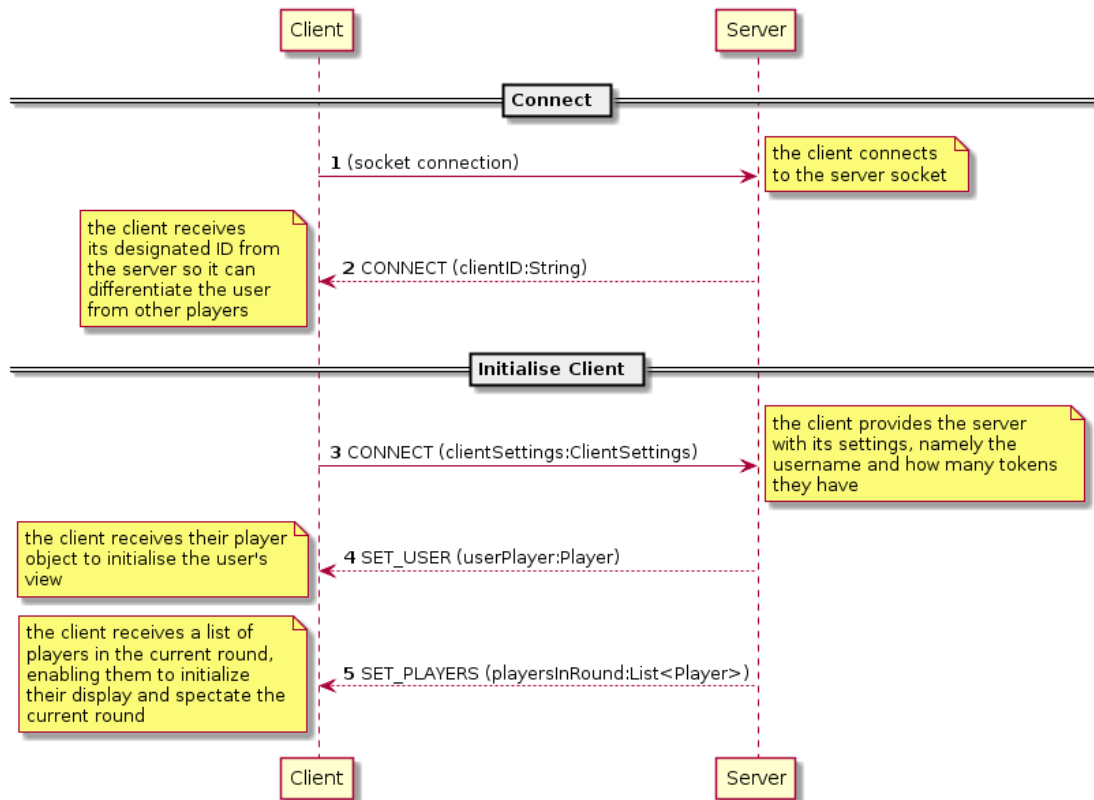 Client
Server
Connect
1 (socket connection)
the client connects
to the server socket
the client receives
its designated ID from
the server so it can
differentiate the user
from other players
2 CONNECT (clientID:String)
Initialise Client
3 CONNECT (clientSettings:ClientSettings)
the client provides the server
with its settings, namely the
username and how many tokens
they have
the client receives their player
object to initialise the user's
view
4 SET_USER (userPlayer:Player)
the client receives a list of
players in the current round,
enabling them to initialize
their display and spectate the
current round
5 SET_PLAYERS (playersInRound:List<Player>)
Client
Server